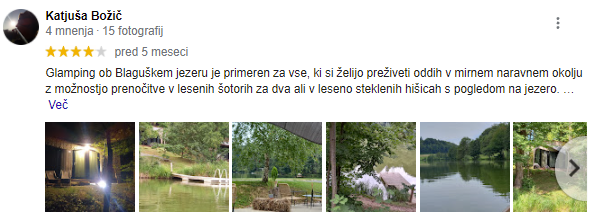 Katjuša Božič
4 mnenja · 15 fotografij
pred 5 meseci
Glamping ob Blaguškem jezeru je primeren za vse, ki si želijo preživeti oddih v mirnem naravnem okolju
z možnostjo prenočitve v lesenih šotorih za dva ali v leseno steklenih hišicah s pogledom na jezero. ...
Več